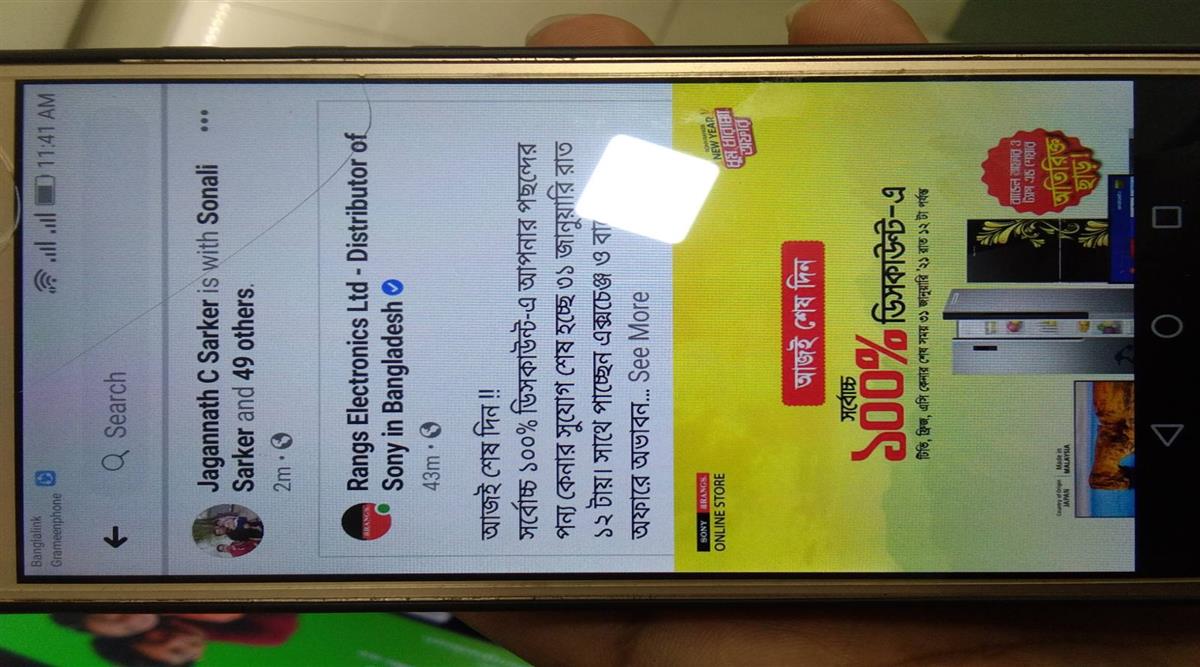 Banglalink
Grameenphone
11:41 AM
Search
Jagannath C Sarker is with Sonali
Sarker and 49 others.
2m
Rangs Electronics Ltd - Distributor of
Sony in Bangladesh
43m
আজই শেষ দিন !!
সর্বোচ্চ ১০০% ডিসকাউন্ট-এ আপনার পছন্দের
পন্য কেনার সুযোগ শেষ হচ্ছে ৩১ জানুয়ারি রাত
১২ টায়। সাথে পাচ্ছেন এক্সচেঞ্জ ও
অফারে অভাবন... See More
SONY RANGS
ONLINE STORE
NEW YEAR
ধুম ধারাক্কা
অফার
আজই শেষ দিন
সর্বোচ্চ
১০০% ডিসকাউন্ট-এ
টিভি, ফ্রিজ, এসি কেনার শেষ সময় ৩১ জানুয়ারি '২১ রাত ১২ টা পর্যন্ত
বান্ডেল অফার ও
অতিরিক্ত
ছাড়!
Country of Origin
JAPAN
Made in
MALAYSIA
RANGS